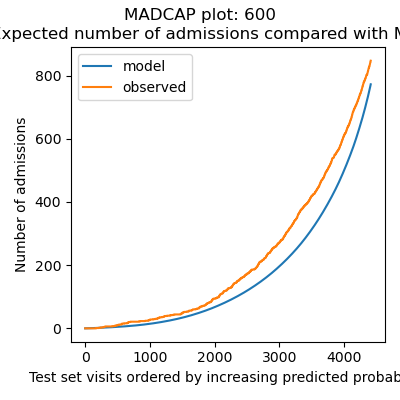 MADCAP plot: 600
Expected number of admissions compared with M
model
observed
Number of admissions
800
600
400
200
0
0
1000
2000
3000
4000
Test set visits ordered by increasing predicted probab